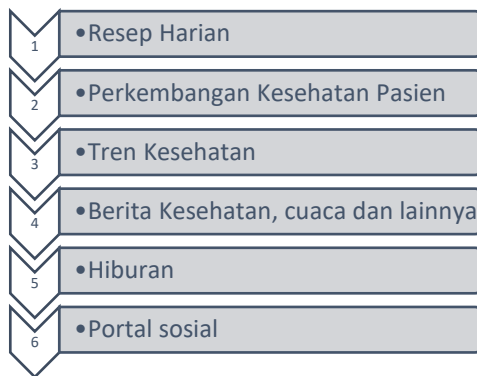 1 •Resep Harian
2 •Perkembangan Kesehatan Pasien
3 •Tren Kesehatan
4 •Berita Kesehatan, cuaca dan lainnya
5 •Hiburan
6 •Portal sosial